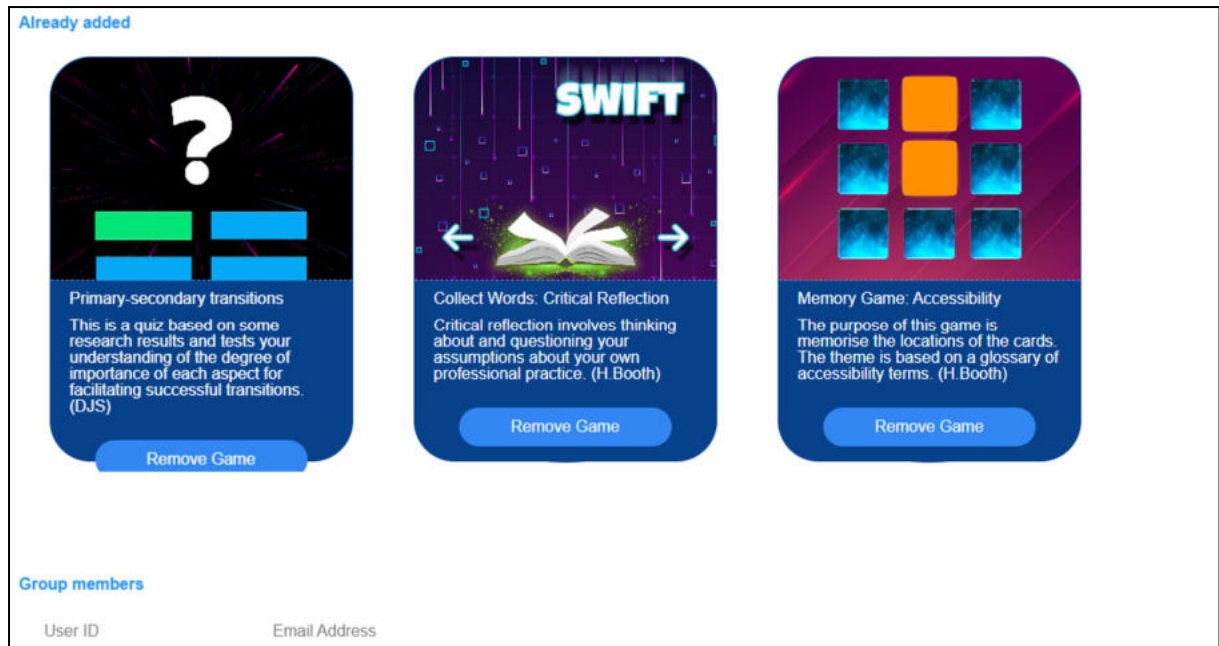 Already added
?
SWIFT
Primary-secondary transitions
This is a quiz based on some
research results and tests your
understanding of the degree of
importance of each aspect for
facilitating successful transitions.
(DJS)
Remove Game
Collect Words: Critical Reflection
Critical reflection involves thinking
about and questioning your
assumptions about your own
professional practice. (H.Booth)
Remove Game
Memory Game: Accessibility
The purpose of this game is
memorise the locations of the cards.
The theme is based on a glossary of
accessibility terms. (H.Booth)
Remove Game
Group members
User ID
Email Address